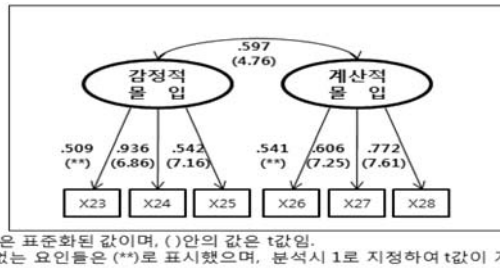 .597
(4.76)
감정적 계산적
몰 입 몰 입
.509 .936 .542 .541 .606 .772
(**) (6.86) (7.16) (**) (7.25) (7.61)
X23 X24 X25 X26 X27 X28
은 표준화된 값이며, ( )안의 값은 t값임.
없는 요인들은 (**)로 표시했으며, 분석시 1로 지정하여 t값이